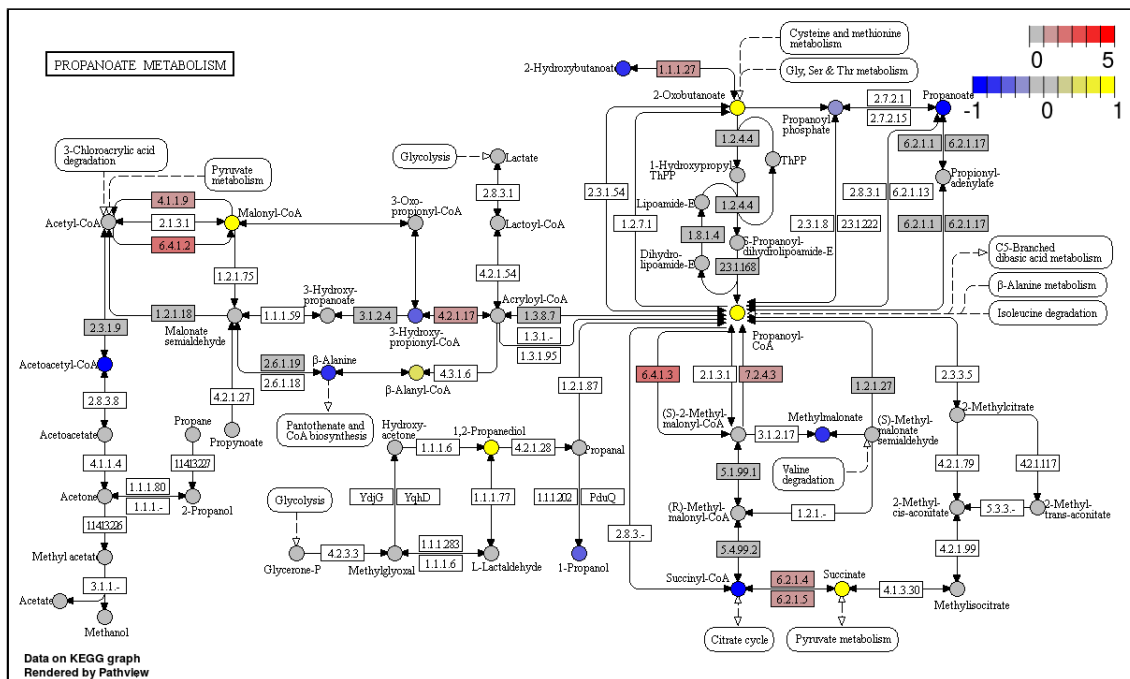 PROPANOATE METABOLISM
Cysteine and methionine
metabolism
Gly, Ser & Thr metabolism
0
5
-1
0
1
2-Hydroxybutanoate
1.1.1.27
2-Oxobutanoate
Propanoyl
phosphate
2.7.2.1
2.7.2.15
Propanoate
3-Chloroacrylic acid
degradation
Pyruvate
metabolism
Glycolysis
Lactate
1.2.4.4
ThPP
1-Hydroxypropyl
ThPP
6.2.1.1
6.2.1.17
Propionyl-
adenylate
4.1.1.9
Acetyl-CoA
2.1.3.1
Malonyl-CoA
6.4.1.2
3-Oxo-
propionyl-CoA
2.8.3.1
Lactoyl-CoA
2.3.1.54
1.2.7.1
Lipoamide-E
1.2.4.4
1.8.1.4
S-Propanoyl-
dihydrolipoamide-E
Dihydro-
lipoamide-E
2.3.1.168
2.3.1.8
2.3.1.222
2.8.3.1
6.2.1.13
6.2.1.1
6.2.1.17
C5-Branched
dibasic acid metabolism
β-Alanine metabolism
Isoleucine degradation
1.2.1.75
4.2.1.54
3-Hydroxy-
propanoate
Acryloyl-CoA
1.2.1.18
Malonate
semialdehyde
1.1.1.59
3.1.2.4
3-Hydroxy-
propionyl-CoA
4.2.1.17
1.3.8.7
1.3.1.-
1.3.1.95
Propanoyl-
CoA
2.3.1.9
Acetoacetyl-CoA
2.6.1.19
2.6.1.18
β-Alanine
β-Alanyl-CoA
4.3.1.6
1.2.1.87
6.4.1.3
2.1.3.1
7.2.4.3
1.2.1.27
2.3.3.5
2.8.3.8
4.2.1.27
Pantothenate and
CoA biosynthesis
Propane
Propynoate
Acetoacetate
Hydroxy-
acetone
1.1.1.6
1,2-Propanediol
4.2.1.28
Propanal
(S)-2-Methyl-
malonyl-CoA
3.1.2.17
Methylmalonate
(S)-Methyl-
malonate
semialdehyde
2-Methylcitrate
4.1.1.4
1.14.13.227
5.1.99.1
Valine
degradation
4.2.1.79
4.2.1.117
Acetone
1.1.1.80
1.1.1.-
2-Propanol
Glycolysis
YdjG
YqhD
1.1.1.77
1.1.1.202
PduQ
(R)-Methyl-
malonyl-CoA
1.2.1.-
2-Methyl-
cis-aconitate
5.3.3.-
2-Methyl-
trans-aconitate
1.14.13.226
2.8.3.-
5.4.99.2
4.2.1.99
Methyl acetate
Glycerone-P
4.2.3.3
Methylglyoxal
1.1.1.283
1.1.1.6
L-Lactaldehyde
1-Propanol
3.1.1.-
Acetate
Methanol
Succinyl-CoA
6.2.1.4
6.2.1.5
Succinate
4.1.3.30
Methylisocitrate
Citrate cycle
Pyruvate metabolism
Data on KEGG graph
Rendered by Pathview